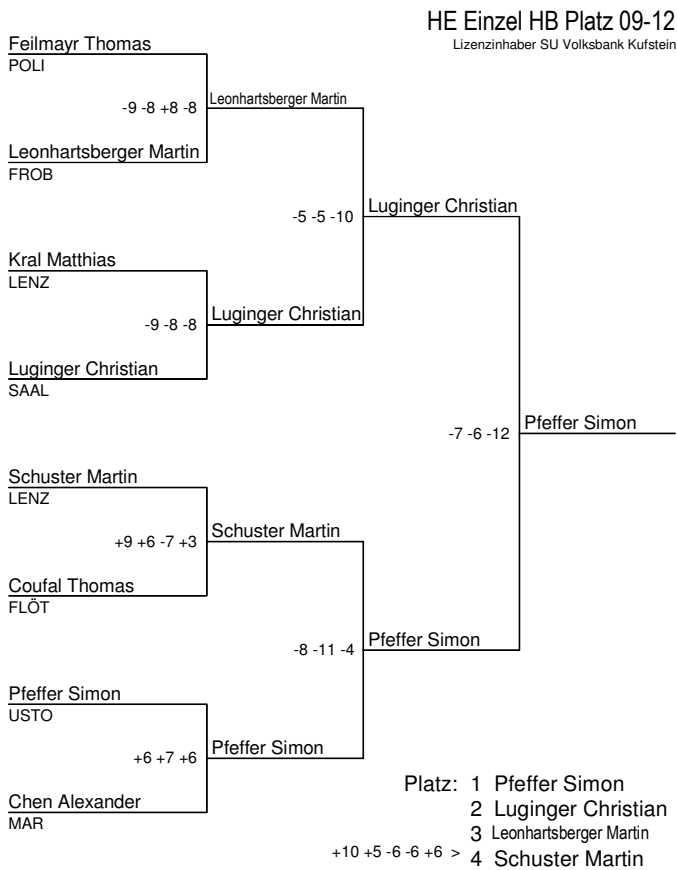 HE Einzel HB Platz 09-12
Lizenzinhaber SU Volksbank Kufstein
Feilmayr Thomas
POLI
-9 -8 +8 -8
Leonhartsberger Martin
Leonhartsberger Martin
FROB
-5 -5 -10
Luginger Christian
Kral Matthias
LENZ
-9 -8 -8
Luginger Christian
Luginger Christian
SAAL
-7 -6 -12
Pfeffer Simon
Schuster Martin
LENZ
+9 +6 -7 +3
Schuster Martin
Coufal Thomas
FLÖT
-8 -11 -4
Pfeffer Simon
Pfeffer Simon
USTO
+6 +7 +6
Pfeffer Simon
Chen Alexander
MAR
Platz: 1 Pfeffer Simon
2 Luginger Christian
3 Leonhartsberger Martin
+10 +5 -6 -6 +6 > 4 Schuster Martin